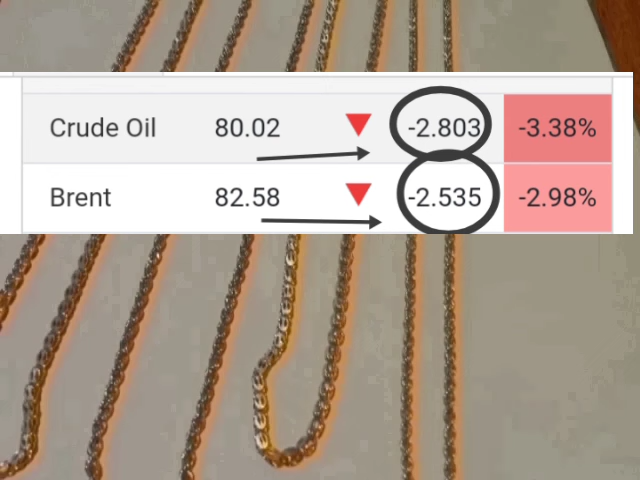 Crude Oil 80.02 ▼ -2.803 -3.38%
Brent 82.58 ▼ -2.535 -2.98%